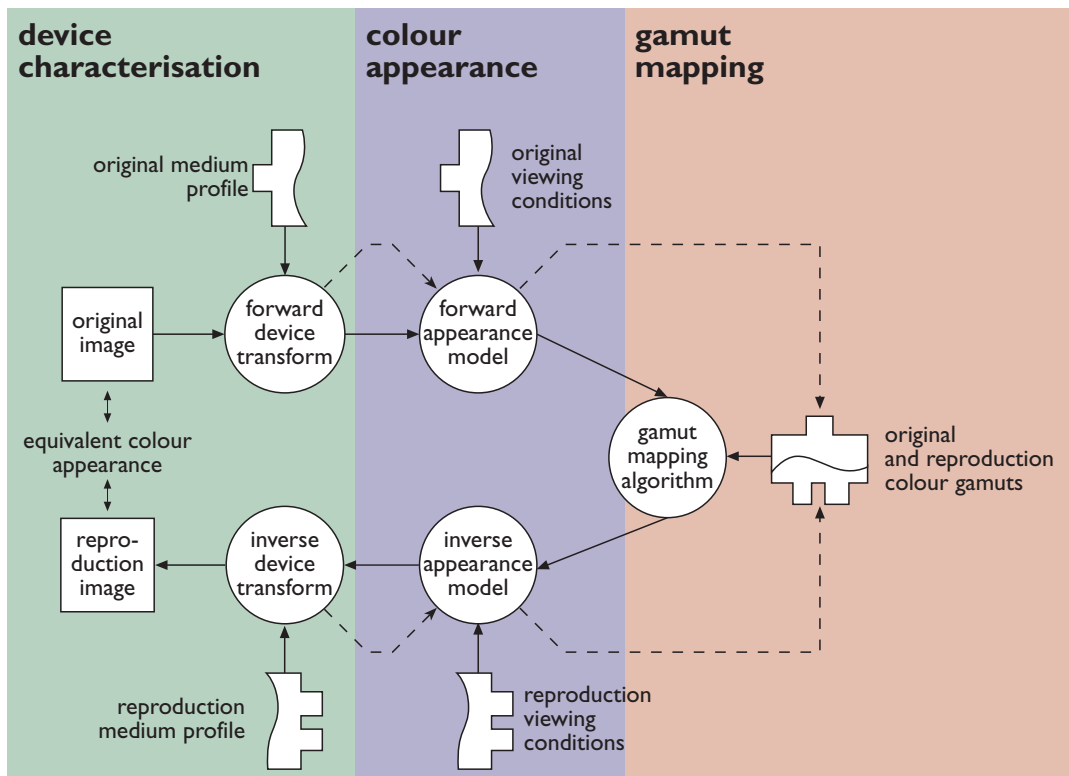 device
characterisation
colour
appearance
gamut
mapping
original medium
profile
original
viewing
conditions
original
image
forward
device
transform
forward
appearance
model
equivalent colour
appearance
gamut
mapping
algorithm
original
and reproduction
colour gamuts
repro-
duction
image
inverse
device
transform
inverse
appearance
model
reproduction
medium profile
reproduction
viewing
conditions